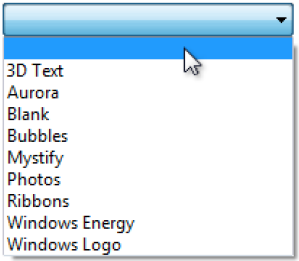 3D Text
Aurora
Blank
Bubbles
Mystify
Photos
Ribbons
Windows Energy
Windows Logo